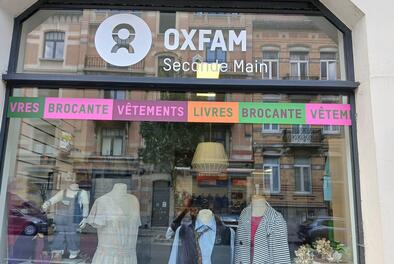 OXFAM
Seconde Main
VRES BROCANTE VÊTEMENTS LIVRES BROCANTE VÊTEM